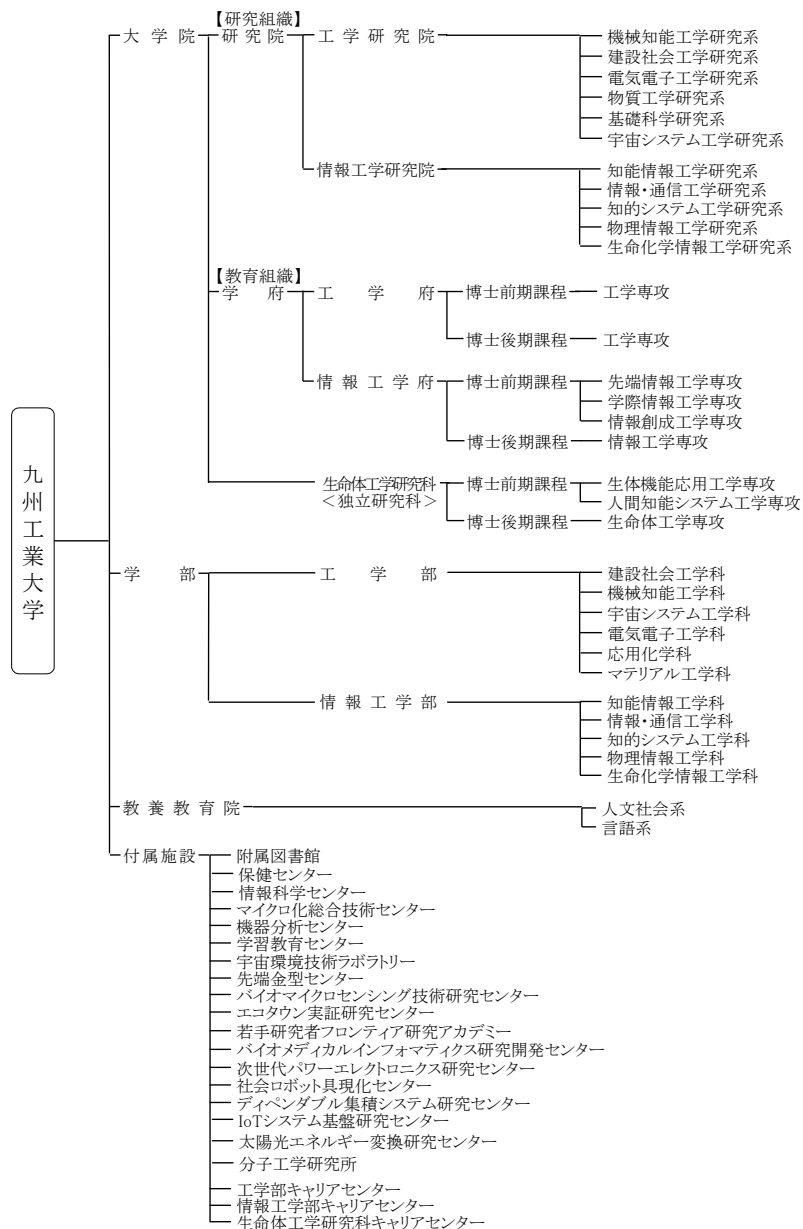 九州工業大学
【研究組織】
大学院 研究院 工学研究院 機械知能工学研究系
建設社会工学研究系
電気電子工学研究系
物質工学研究系
基礎科学研究系
宇宙システム工学研究系
情報工学研究院 知能情報工学研究系
情報・通信工学研究系
知的システム工学研究系
物理情報工学研究系
生命化学情報工学研究系
【教育組織】
学府 工学府 博士前期課程 工学専攻
博士後期課程 工学専攻
情報工学府 博士前期課程 先端情報工学専攻
学際情報工学専攻
情報創成工学専攻
博士後期課程 情報工学専攻
生命体工学研究科 博士前期課程 生体機能応用工学専攻
＜独立研究科＞ 人間知能システム工学専攻
博士後期課程 生命体工学専攻
学部 工学部 建設社会工学科
機械知能工学科
宇宙システム工学科
電気電子工学科
応用化学科
マテリアル工学科
情報工学部 知能情報工学科
情報・通信工学科
知的システム工学科
物理情報工学科
生命化学情報工学科
教養教育院 人文社会系
言語系
付属施設 附属図書館
保健センター
情報科学センター
マイクロ化総合技術センター
機器分析センター
学習教育センター
宇宙環境技術ラボラトリー
先端金型センター
バイオマイクロセンシング技術研究センター
エコタウン実証研究センター
若手研究者フロンティア研究アカデミー
バイオメディカルインフォマティクス研究開発センター
次世代パワーエレクトロニクス研究センター
社会ロボット具現化センター
ディペンダブル集積システム研究センター
IoTシステム基盤研究センター
太陽光エネルギー変換研究センター
分子工学研究所
工学部キャリアセンター
情報工学部キャリアセンター
生命体工学研究科キャリアセンター